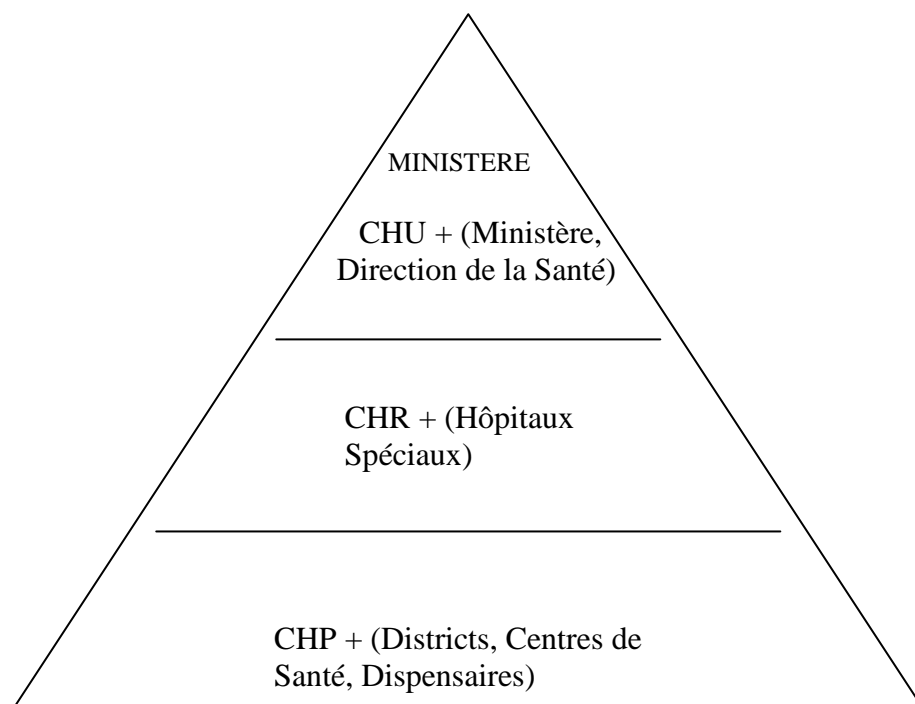 MINISTERE
CHU + (Ministère,
Direction de la Santé)
CHR + (Hôpitaux
Spéciaux)
CHP + (Districts, Centres de
Santé, Dispensaires)